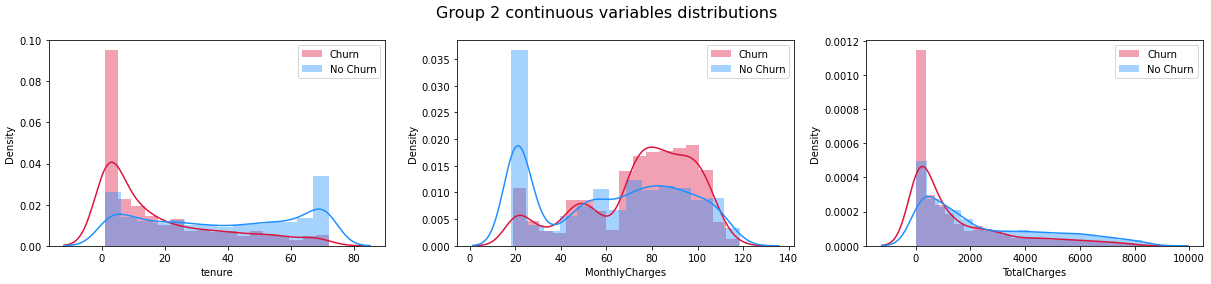 Group 2 continuous variables distributions
0.10
0.08
0.06
0.04
0.02
0.00
Density
0 20 40 60 80
tenure
Churn
No Churn
0.035
0.030
0.025
0.020
0.015
0.010
0.005
0.000
Density
0 20 40 60 80 100 120 140
MonthlyCharges
Churn
No Churn
0.0012
0.0010
0.0008
0.0006
0.0004
0.0002
0.0000
Density
0 2000 4000 6000 8000 10000
TotalCharges
Churn
No Churn